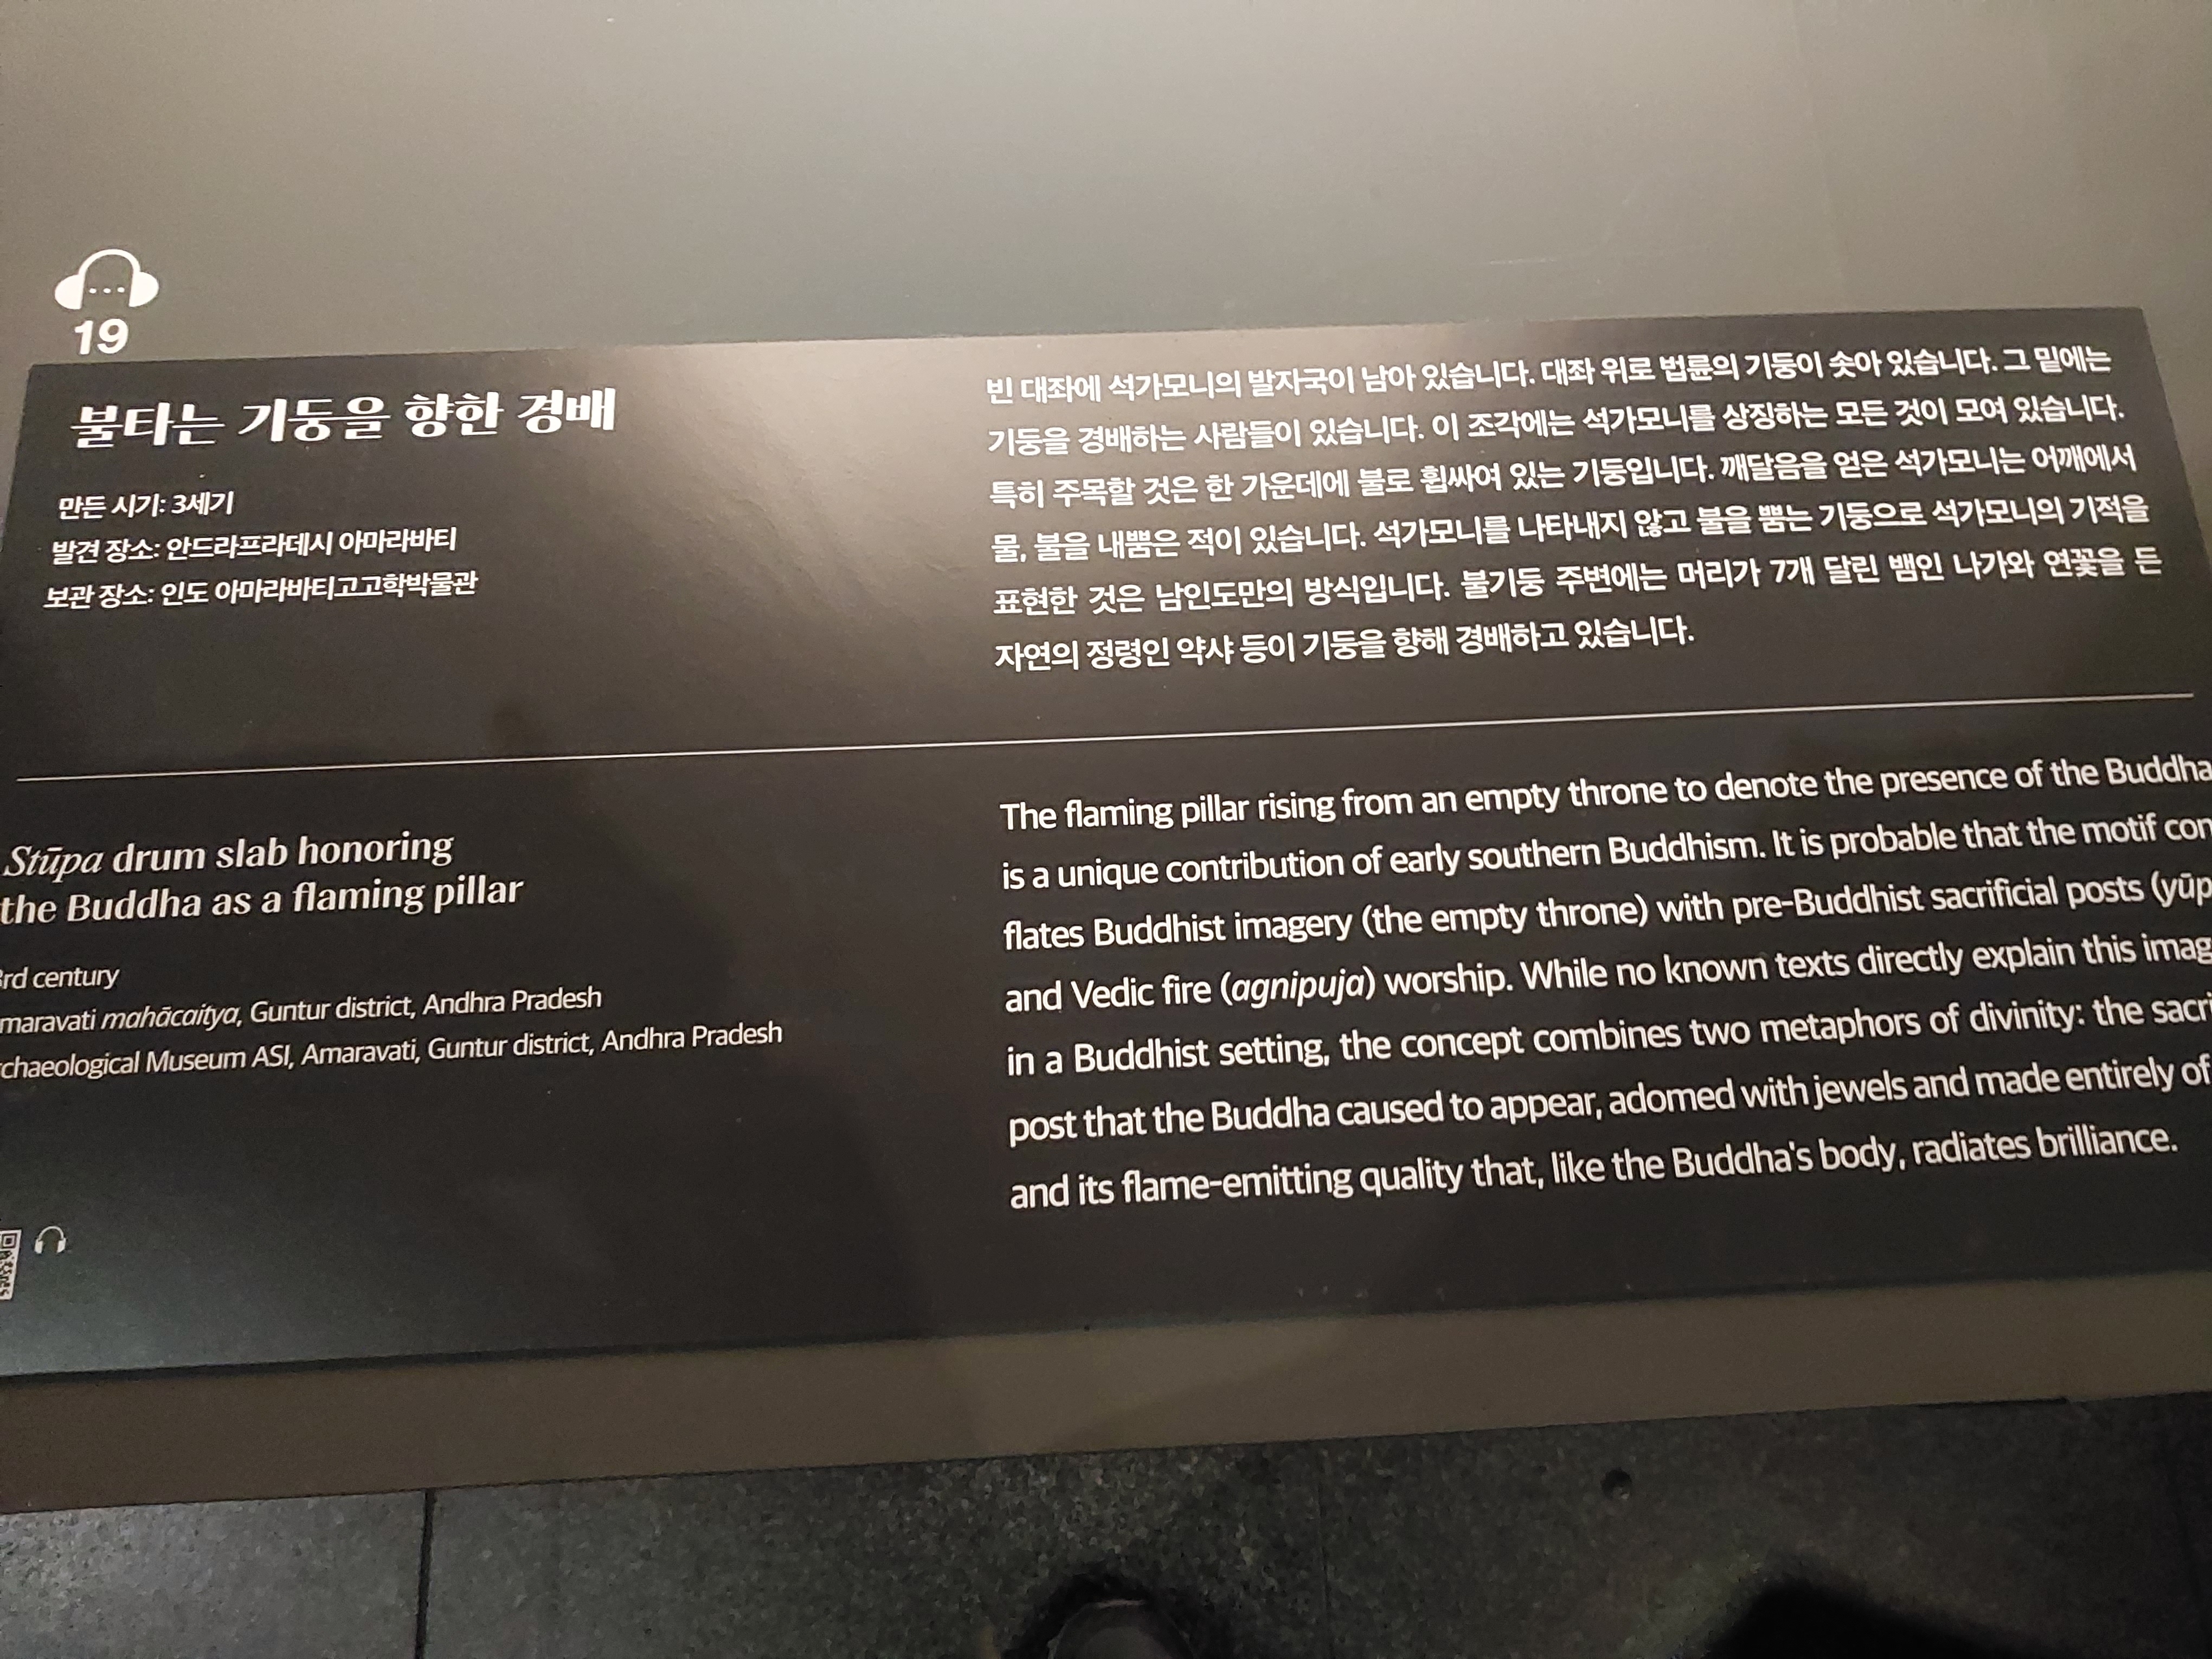 19
불타는 기둥을 향한 경배
만든 시기: 3세기
발견 장소: 안드라프라데시 아마라바티
보관 장소: 인도 아마라바티고고학박물관
빈 대좌에 석가모니의 발자국이 남아 있습니다. 대좌 위로 법륜의 기둥이 솟아 있습니다. 그 밑에는
기둥을 경배하는 사람들이 있습니다. 이 조각에는 석가모니를 상징하는 모든 것이 모여 있습니다.
특히 주목할 것은 한 가운데에 불로 휩싸여 있는 기둥입니다. 깨달음을 얻은 석가모니는 어깨에서
물, 불을 내뿜은 적이 있습니다. 석가모니를 나타내지 않고 불을 뿜는 기둥으로 석가모니의 기적을
표현한 것은 남인도만의 방식입니다. 불기둥 주변에는 머리가 7개 달린 뱀인 나가와 연꽃을 든
자연의 정령인 약샤 등이 기둥을 향해 경배하고 있습니다.
Stūpa drum slab honoring
the Buddha as a flaming pillar
3rd century
maravati mahācaitya, Guntur district, Andhra Pradesh
chaeological Museum ASI, Amaravati, Guntur district, Andhra Pradesh
The flaming pillar rising from an empty throne to denote the presence of the Buddha
is a unique contribution of early southern Buddhism. It is probable that the motif con
flates Buddhist imagery (the empty throne) with pre-Buddhist sacrificial posts (yūp
and Vedic fire (agnipuja) worship. While no known texts directly explain this imag
in a Buddhist setting, the concept combines two metaphors of divinity: the sacri
post that the Buddha caused to appear, adorned with jewels and made entirely of
and its flame-emitting quality that, like the Buddha's body, radiates brilliance.